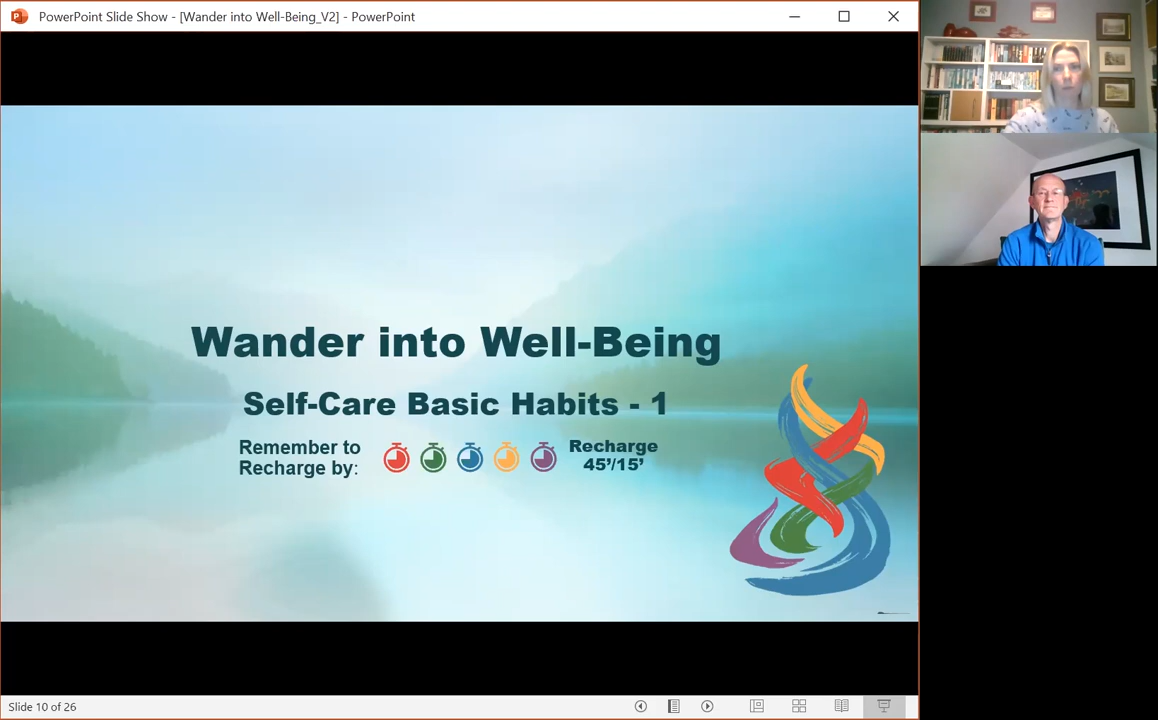 PowerPoint Slide Show - [Wander into Well-Being_V2] - PowerPoint
Wander into Well-Being
Self-Care Basic Habits - 1
Remember to
Recharge by:
Recharge
45’/15’
Slide 10 of 26